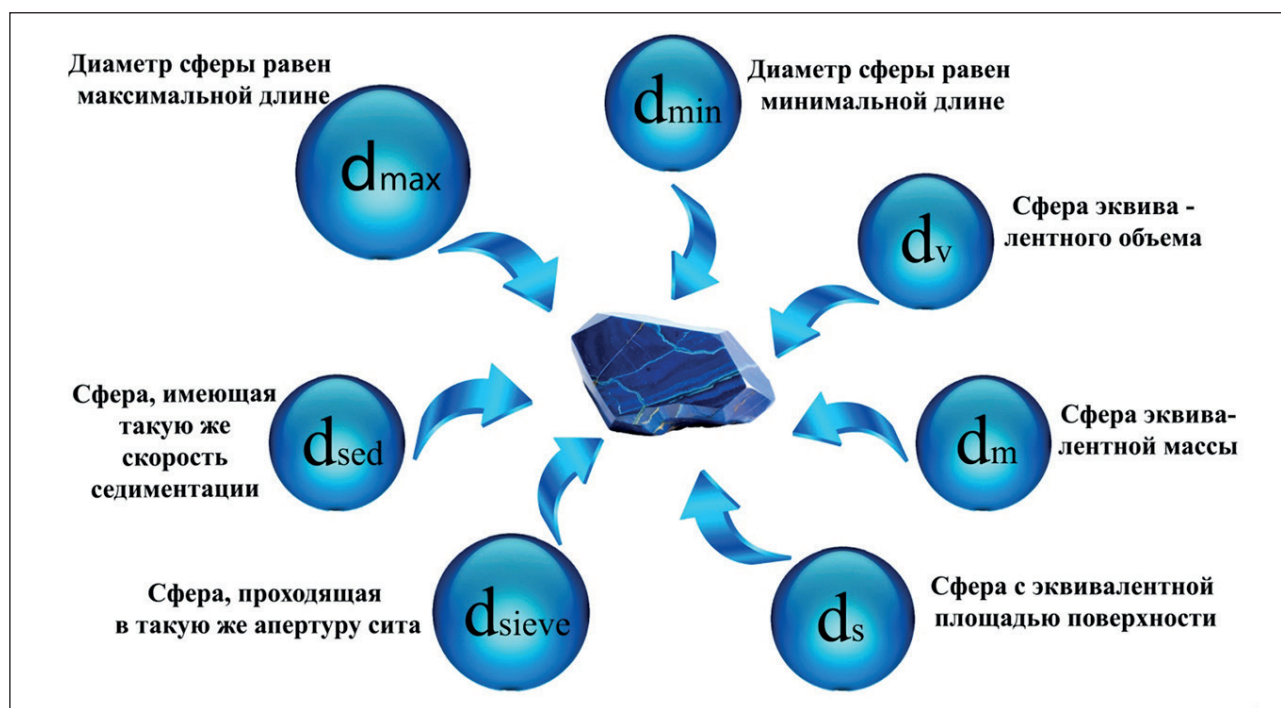 Диаметр сферы равен
максимальной длине
dmax
Диаметр сферы равен
минимальной длине
dmin
Сфера эквива -
лентного объема
dv
Сфера, имеющая
такую же
скорость
седиментации
dsed
Сфера эквива-
лентной массы
dm
Сфера, проходящая
в такую же апертуру сита
dsieve
Сфера с эквивалентной
площадью поверхности
ds